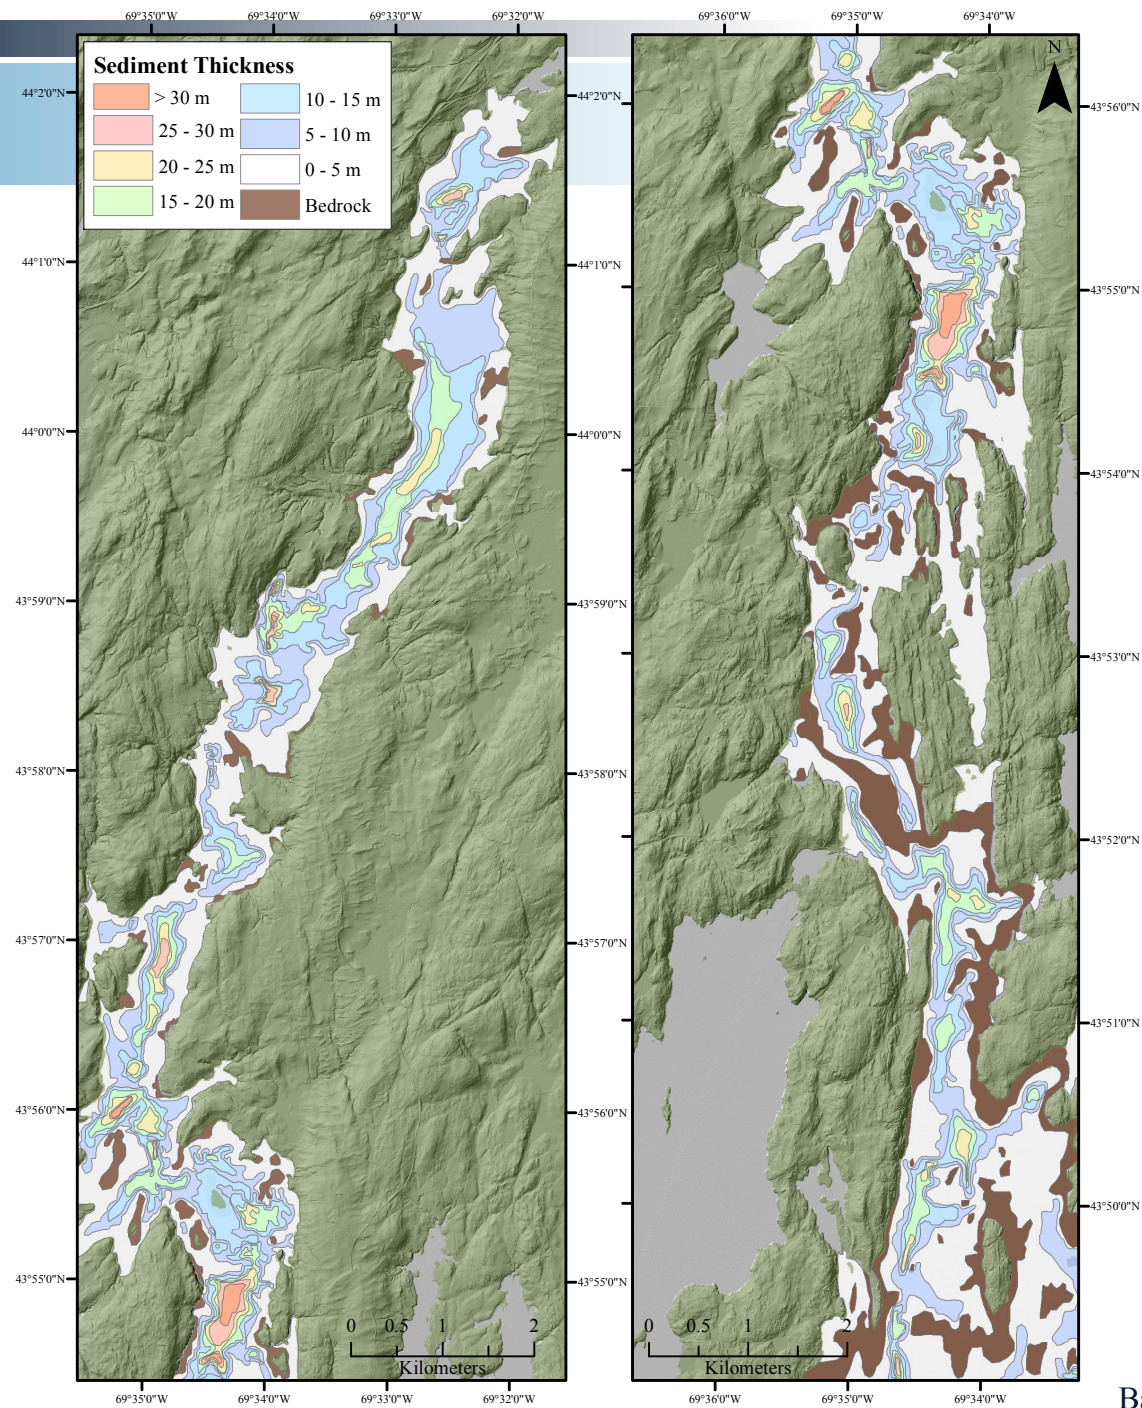 69°35'0"W 69°34'0"W 69°33'0"W 69°32'0"W
69°36'0"W 69°35'0"W 69°34'0"W
Sediment Thickness
> 30 m
25 - 30 m
20 - 25 m
15 - 20 m
10 - 15 m
5 - 10 m
0 - 5 m
Bedrock
44°2'0"N
44°1'0"N
44°0'0"N
43°59'0"N
43°58'0"N
43°57'0"N
43°56'0"N
43°55'0"N
44°2'0"N
44°1'0"N
44°0'0"N
43°59'0"N
43°58'0"N
43°57'0"N
43°56'0"N
43°55'0"N
N
43°56'0"N
43°55'0"N
43°54'0"N
43°53'0"N
43°52'0"N
43°51'0"N
43°50'0"N
0 0.5 1 2
Kilometers
0 0.5 1 2
Kilometers
69°35'0"W 69°34'0"W 69°33'0"W 69°32'0"W
69°36'0"W 69°35'0"W 69°34'0"W